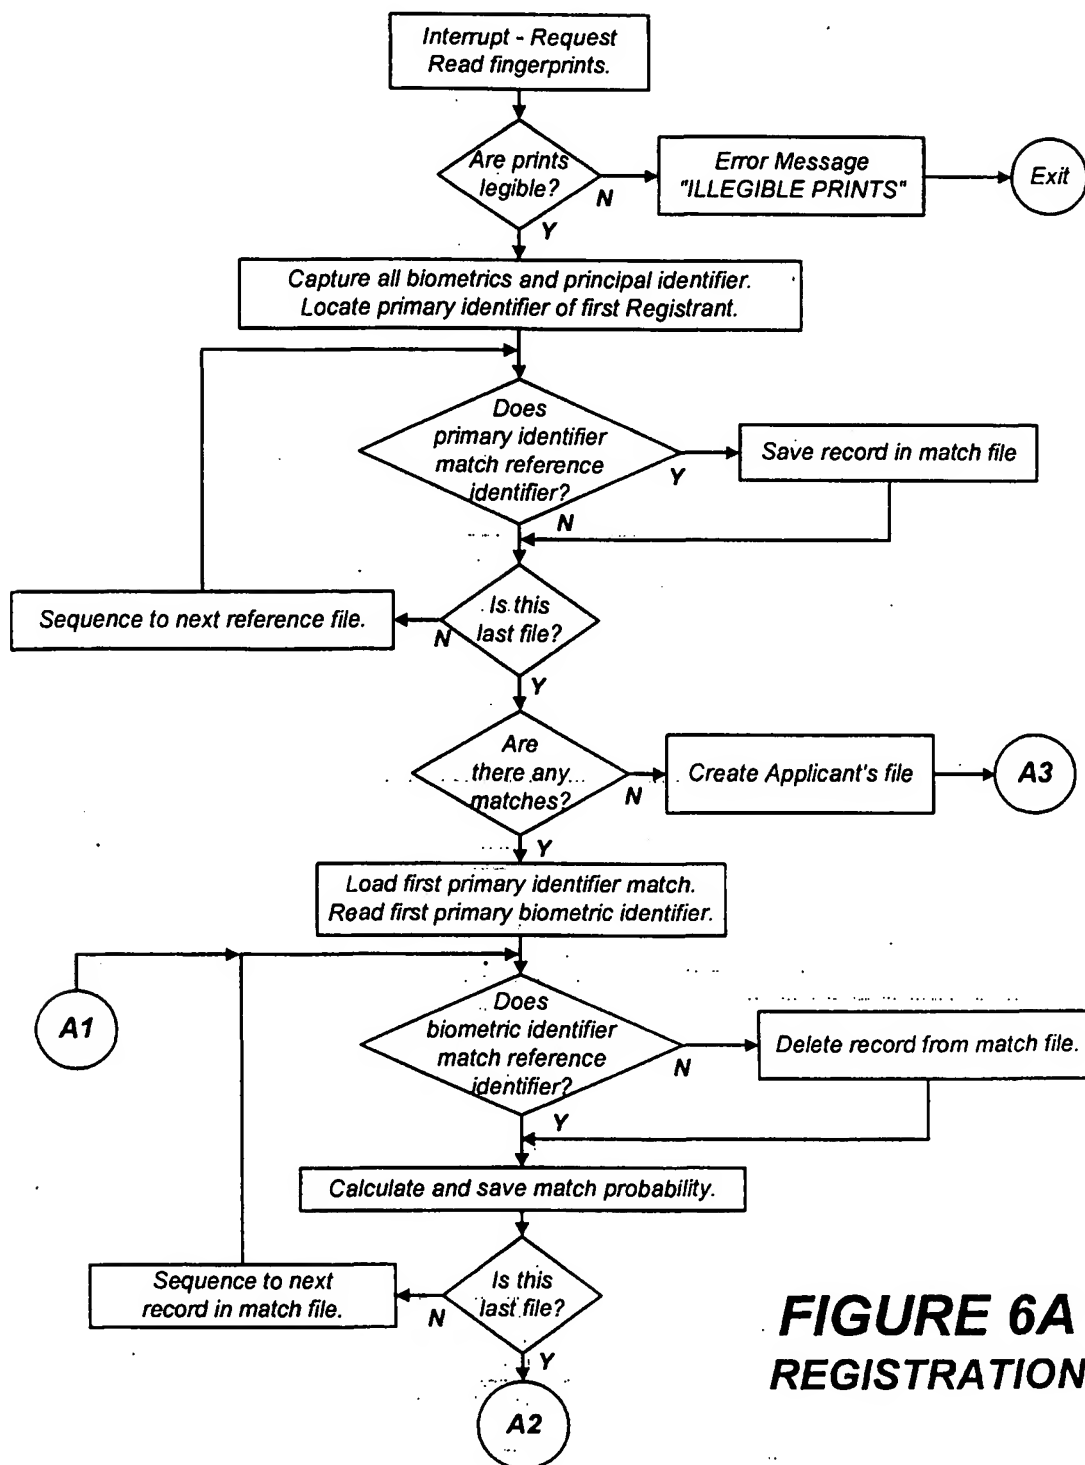 Interrupt - Request
Read fingerprints.
Are prints
legible?
N
Error Message
"ILLEGIBLE PRINTS"
Exit
Y
Capture all biometrics and principal identifier.
Locate primary identifier of first Registrant.
Does
primary identifier
match reference
identifier?
Y
Save record in match file
N
Is this
last file?
N
Sequence to next reference file.
Y
Are
there any
matches?
N
Create Applicant's file
A3
Y
Load first primary identifier match.
Read first primary biometric identifier.
A1
Does
biometric identifier
match reference
identifier?
N
Delete record from match file.
Y
Calculate and save match probability.
Is this
last file?
N
Sequence to next
record in match file.
Y
A2
FIGURE 6A
REGISTRATION